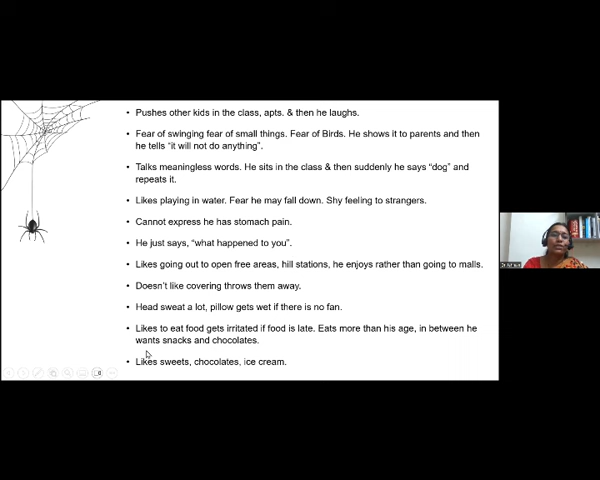 • Pushes other kids in the class, apts. & then he laughs.
• Fear of swinging fear of small things. Fear of Birds. He shows it to parents and then
he tells "it will not do anything".
• Talks meaningless words. He sits in the class & then suddenly he says "dog" and
repeats it.
• Likes playing in water. Fear he may fall down. Shy feeling to strangers.
• Cannot express he has stomach pain.
• He just says, "what happened to you".
• Likes going out to open free areas, hill stations, he enjoys rather than going to malls.
• Doesn't like covering throws them away.
• Head sweat a lot, pillow gets wet if there is no fan.
• Likes to eat food gets irritated if food is late. Eats more than his age, in between he
wants snacks and chocolates.
• Likes sweets, chocolates, ice cream.